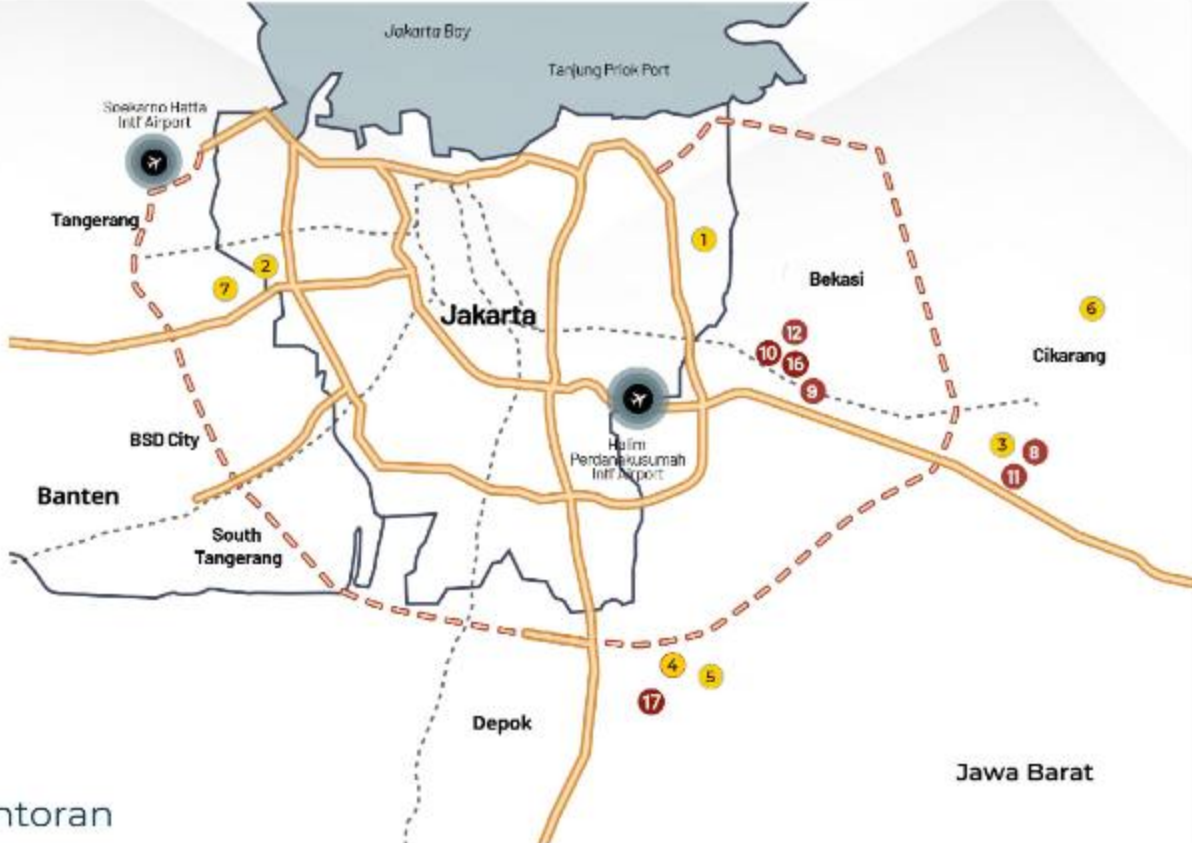 Jakarta Bay
Tanjung Priok Port
Soekarno Hatta
Intl' Airport
Tangerang
1
2
7
Bekasi
6
Jakarta
12
10
16
9
Cikarang
Halim
Perdanakusumah
Intl' Airport
BSD City
3
8
11
Banten
South
Tangerang
4
5
17
Depok
Jawa Barat
ntoran